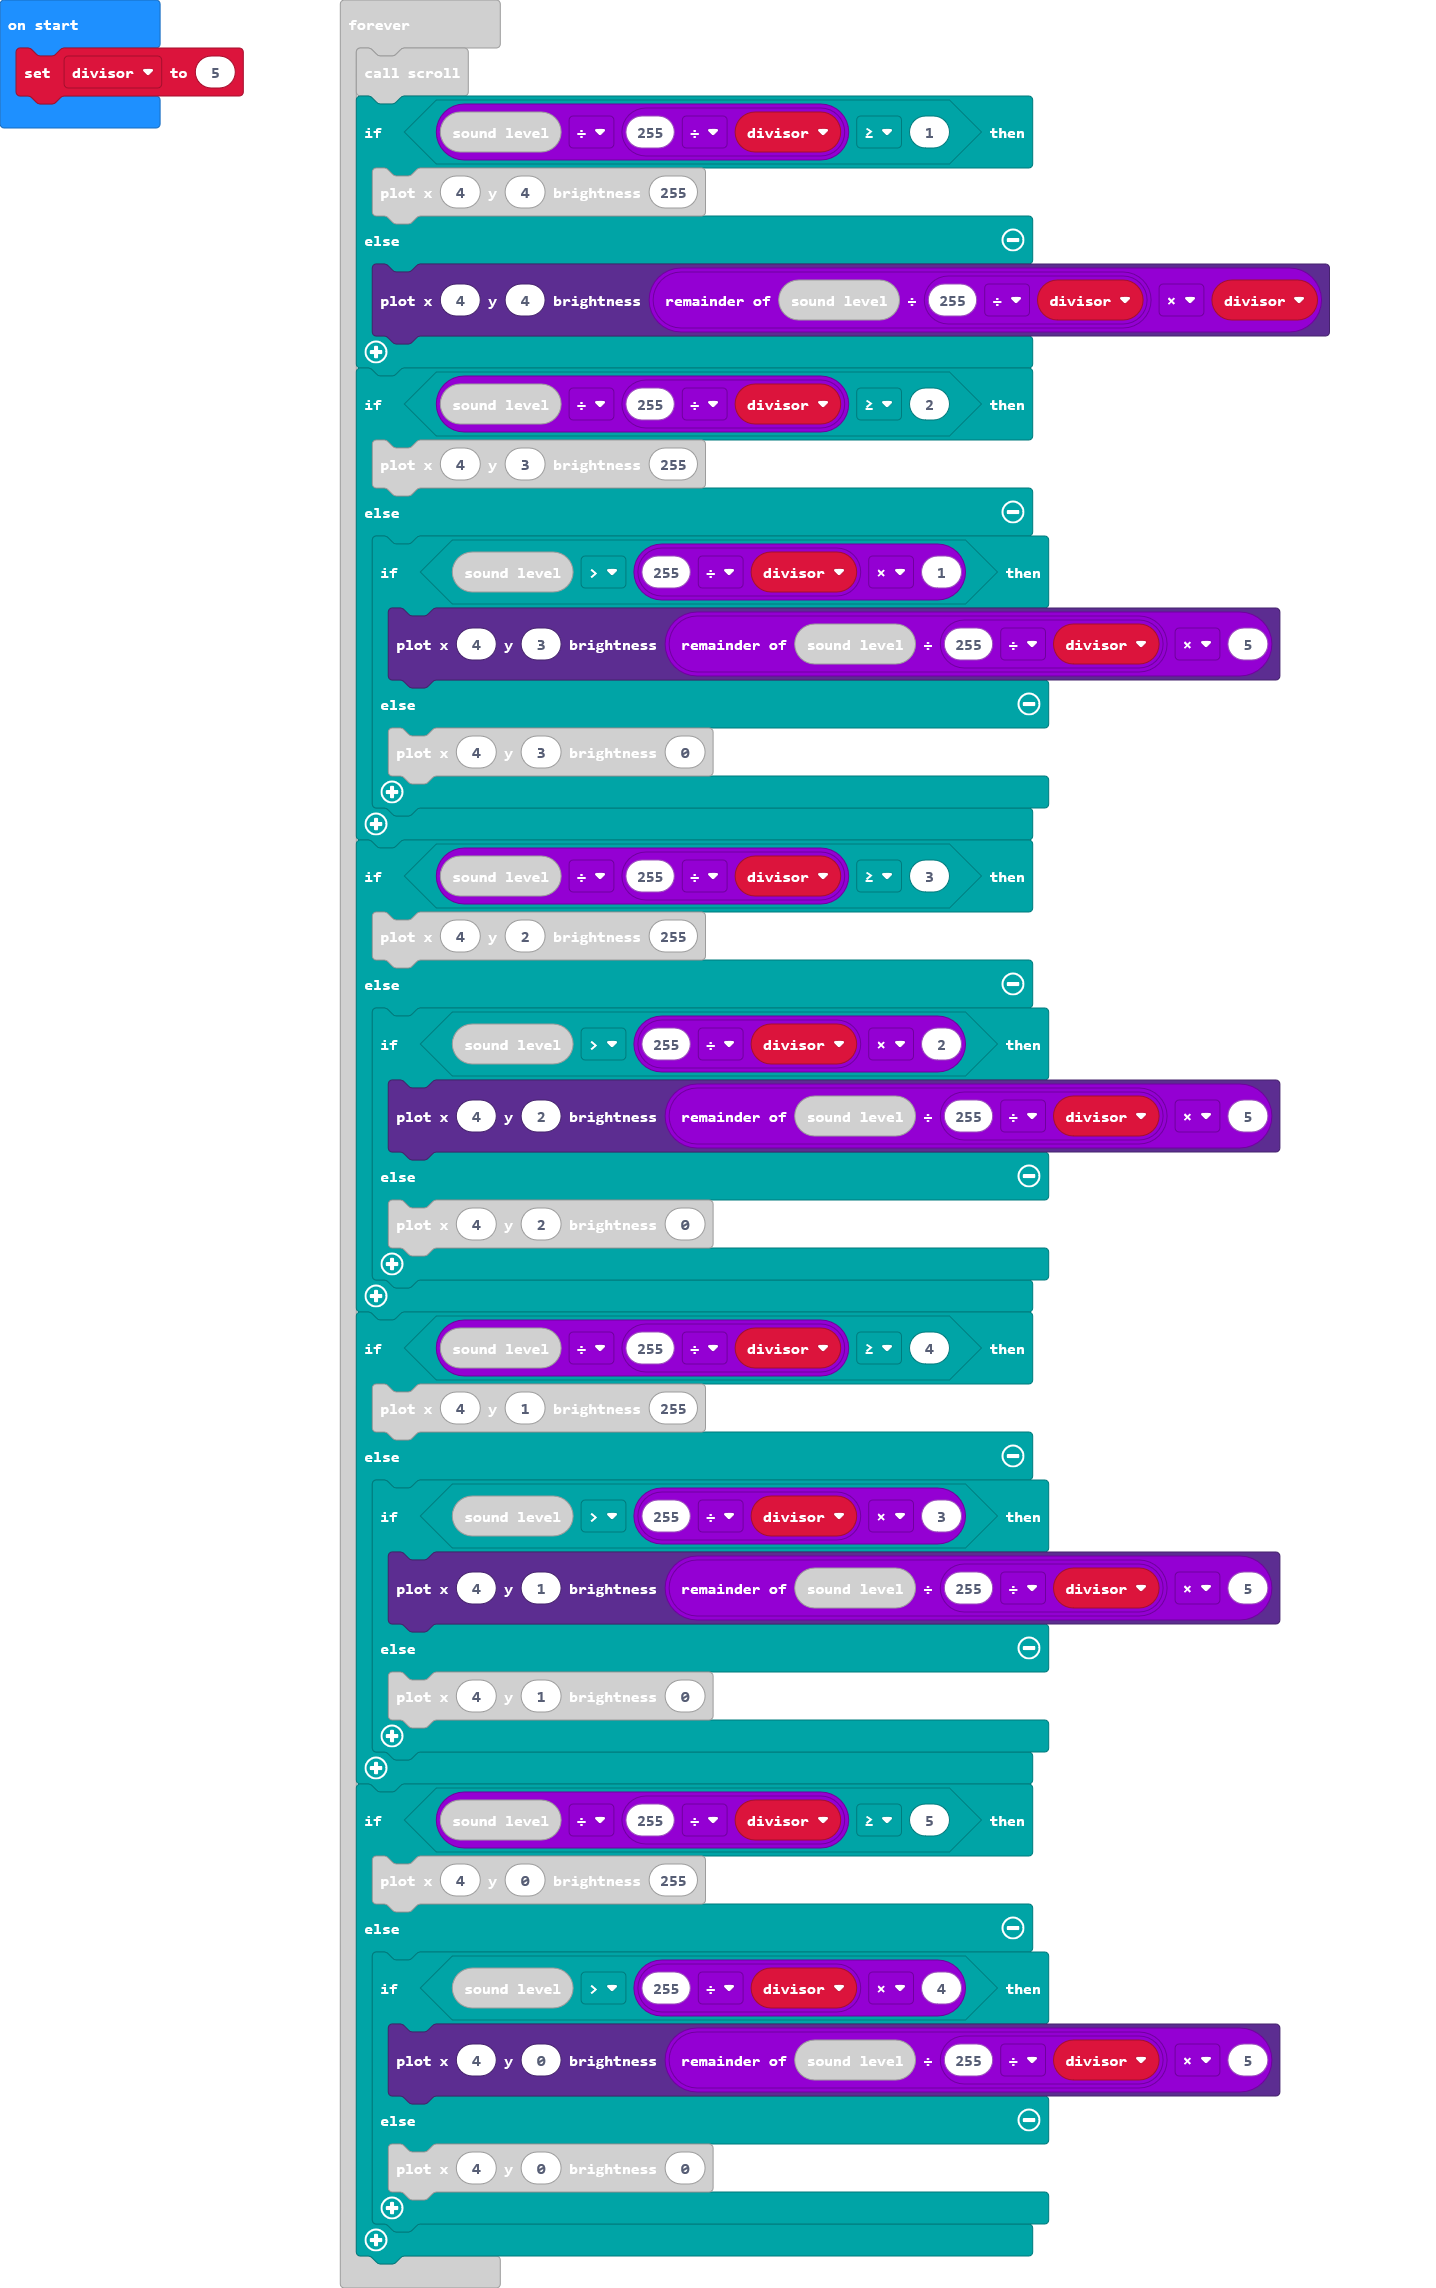 on start
set divisor to 5
forever
call scroll
if sound level ÷ 255 ÷ divisor ≥ 1 then
plot x 4 y 4 brightness 255
else
plot x 4 y 4 brightness remainder of sound level ÷ 255 ÷ divisor × divisor
if sound level ÷ 255 ÷ divisor ≥ 2 then
plot x 4 y 3 brightness 255
else
if sound level > 255 ÷ divisor × 1 then
plot x 4 y 3 brightness remainder of sound level ÷ 255 ÷ divisor × 5
else
plot x 4 y 3 brightness 0
if sound level ÷ 255 ÷ divisor ≥ 3 then
plot x 4 y 2 brightness 255
else
if sound level > 255 ÷ divisor × 2 then
plot x 4 y 2 brightness remainder of sound level ÷ 255 ÷ divisor × 5
else
plot x 4 y 2 brightness 0
if sound level ÷ 255 ÷ divisor ≥ 4 then
plot x 4 y 1 brightness 255
else
if sound level > 255 ÷ divisor × 3 then
plot x 4 y 1 brightness remainder of sound level ÷ 255 ÷ divisor × 5
else
plot x 4 y 1 brightness 0
if sound level ÷ 255 ÷ divisor ≥ 5 then
plot x 4 y 0 brightness 255
else
if sound level > 255 ÷ divisor × 4 then
plot x 4 y 0 brightness remainder of sound level ÷ 255 ÷ divisor × 5
else
plot x 4 y 0 brightness 0